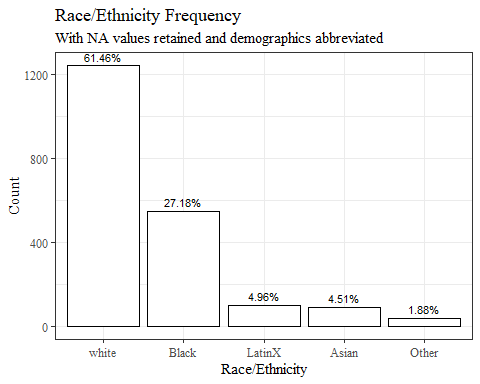 Race/Ethnicity Frequency
With NA values retained and demographics abbreviated
61.46%
27.18%
4.96%
4.51%
1.88%
1200
800
400
0
Count
white Black LatinX Asian Other
Race/Ethnicity